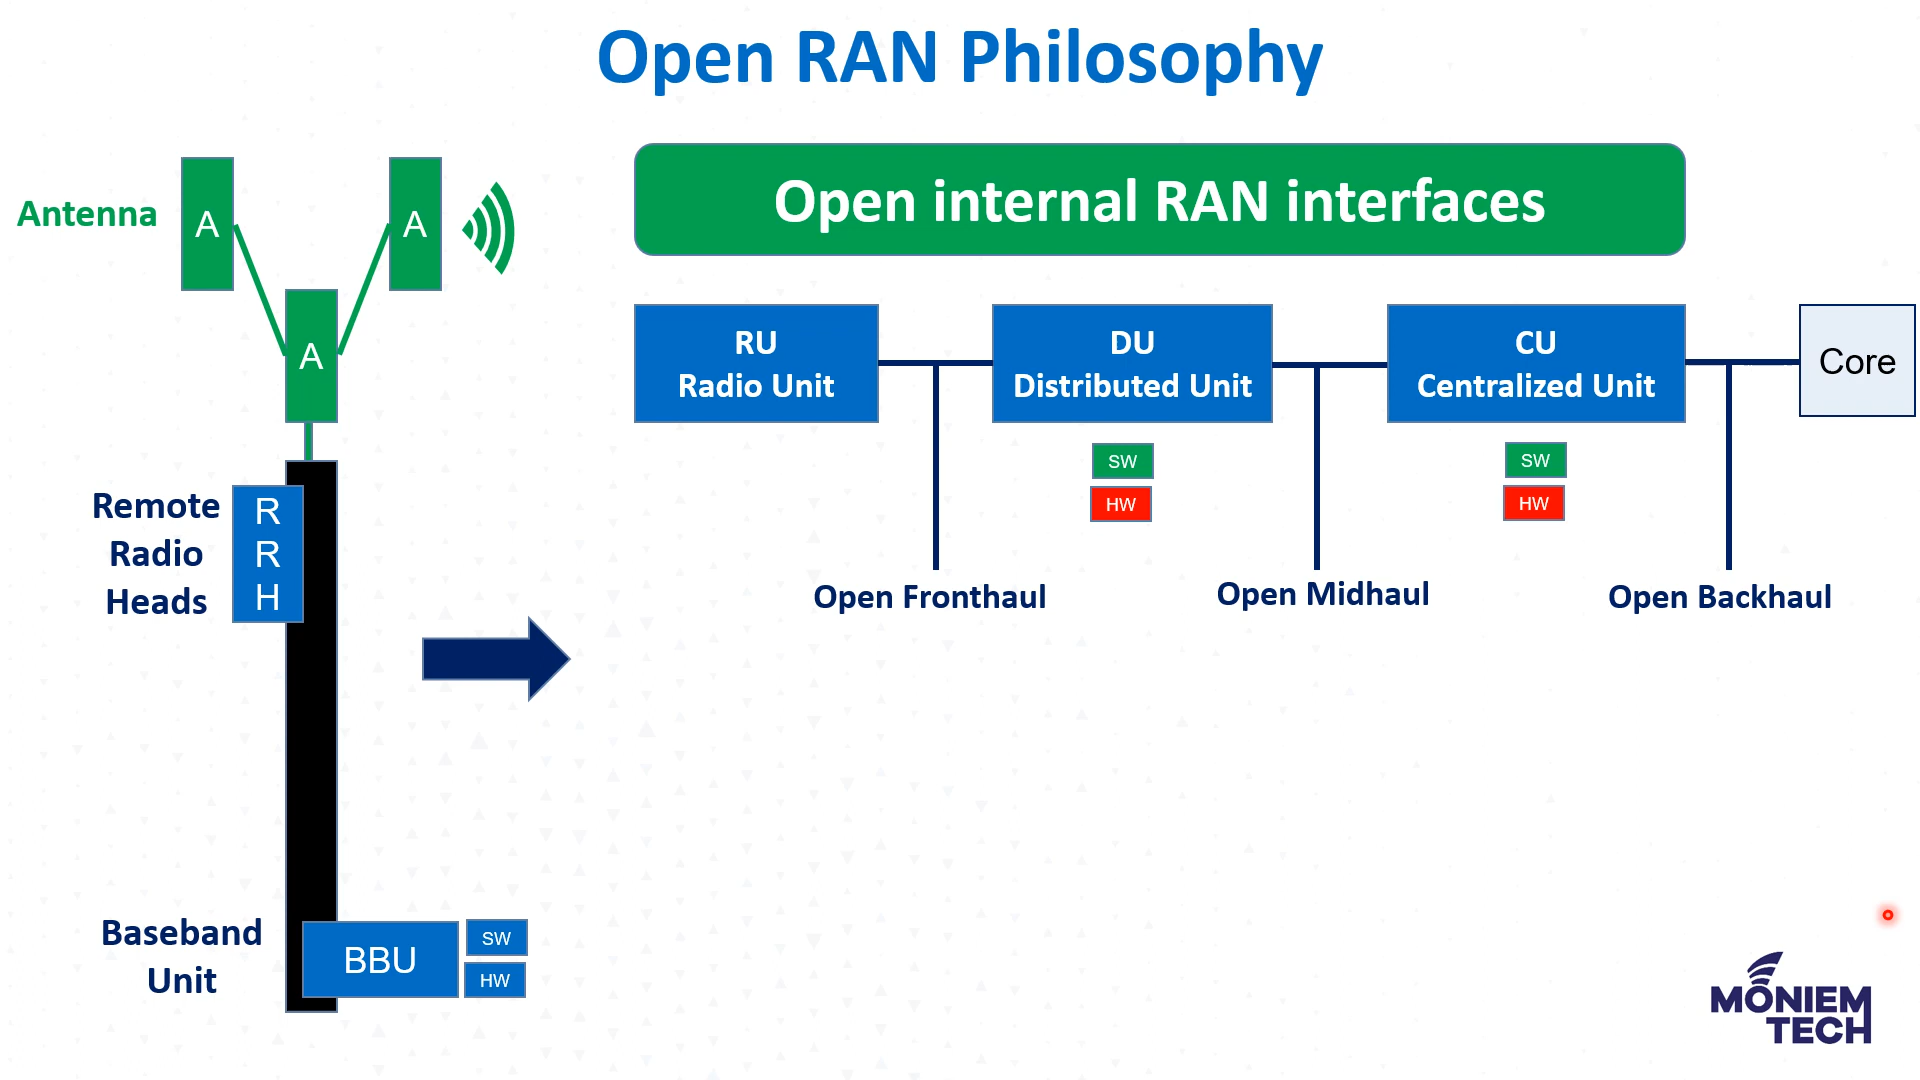 Open RAN Philosophy
Antenna
A
A
A
Open internal RAN interfaces
RU
Radio Unit
DU
Distributed Unit
CU
Centralized Unit
Core
SW
HW
SW
HW
Open Fronthaul
Open Midhaul
Open Backhaul
Remote
Radio
Heads
R
R
H
Baseband
Unit
BBU
SW
HW
MONIEM
TECH